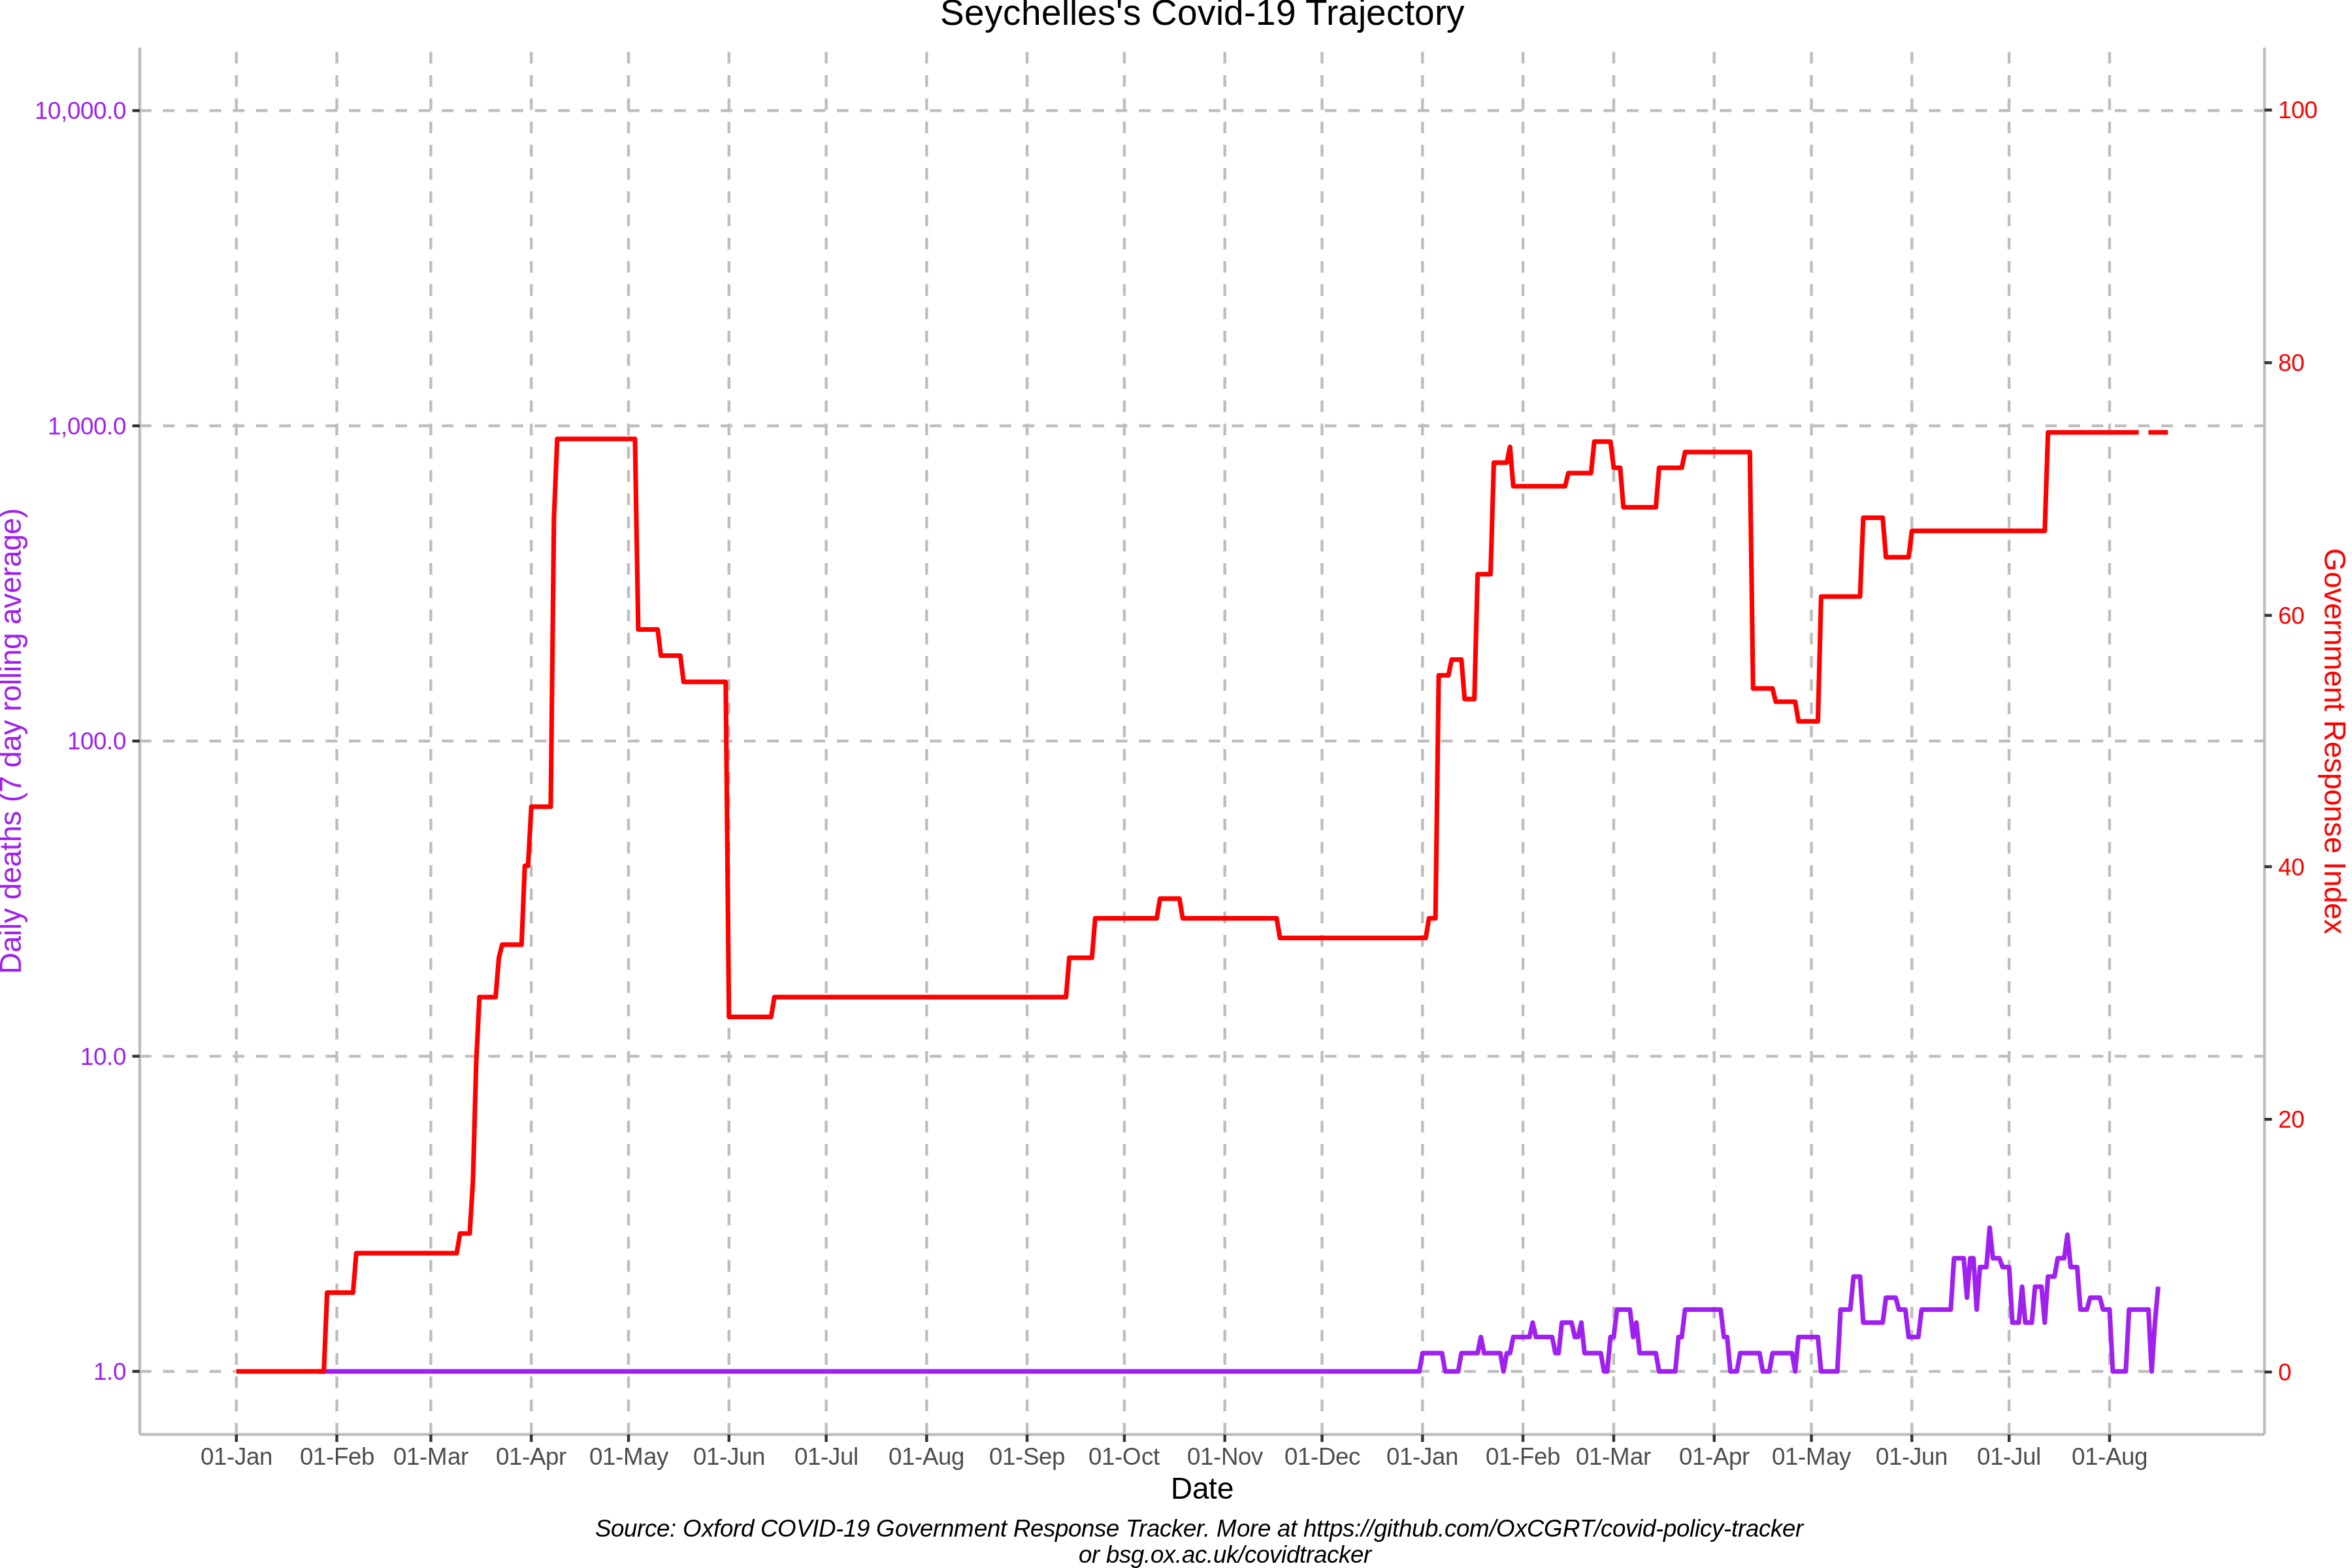 Seychelles's Covid-19 Trajectory
10,000.0
1,000.0
100.0
10.0
1.0
Daily deaths (7 day rolling average)
100
80
60
40
20
0
Government Response Index
01-Jan 01-Feb 01-Mar 01-Apr 01-May 01-Jun 01-Jul 01-Aug 01-Sep 01-Oct 01-Nov 01-Dec 01-Jan 01-Feb 01-Mar 01-Apr 01-May 01-Jun 01-Jul 01-Aug
Date
Source: Oxford COVID-19 Government Response Tracker. More at https://github.com/OxCGRT/covid-policy-tracker
or bsg.ox.ac.uk/covidtracker